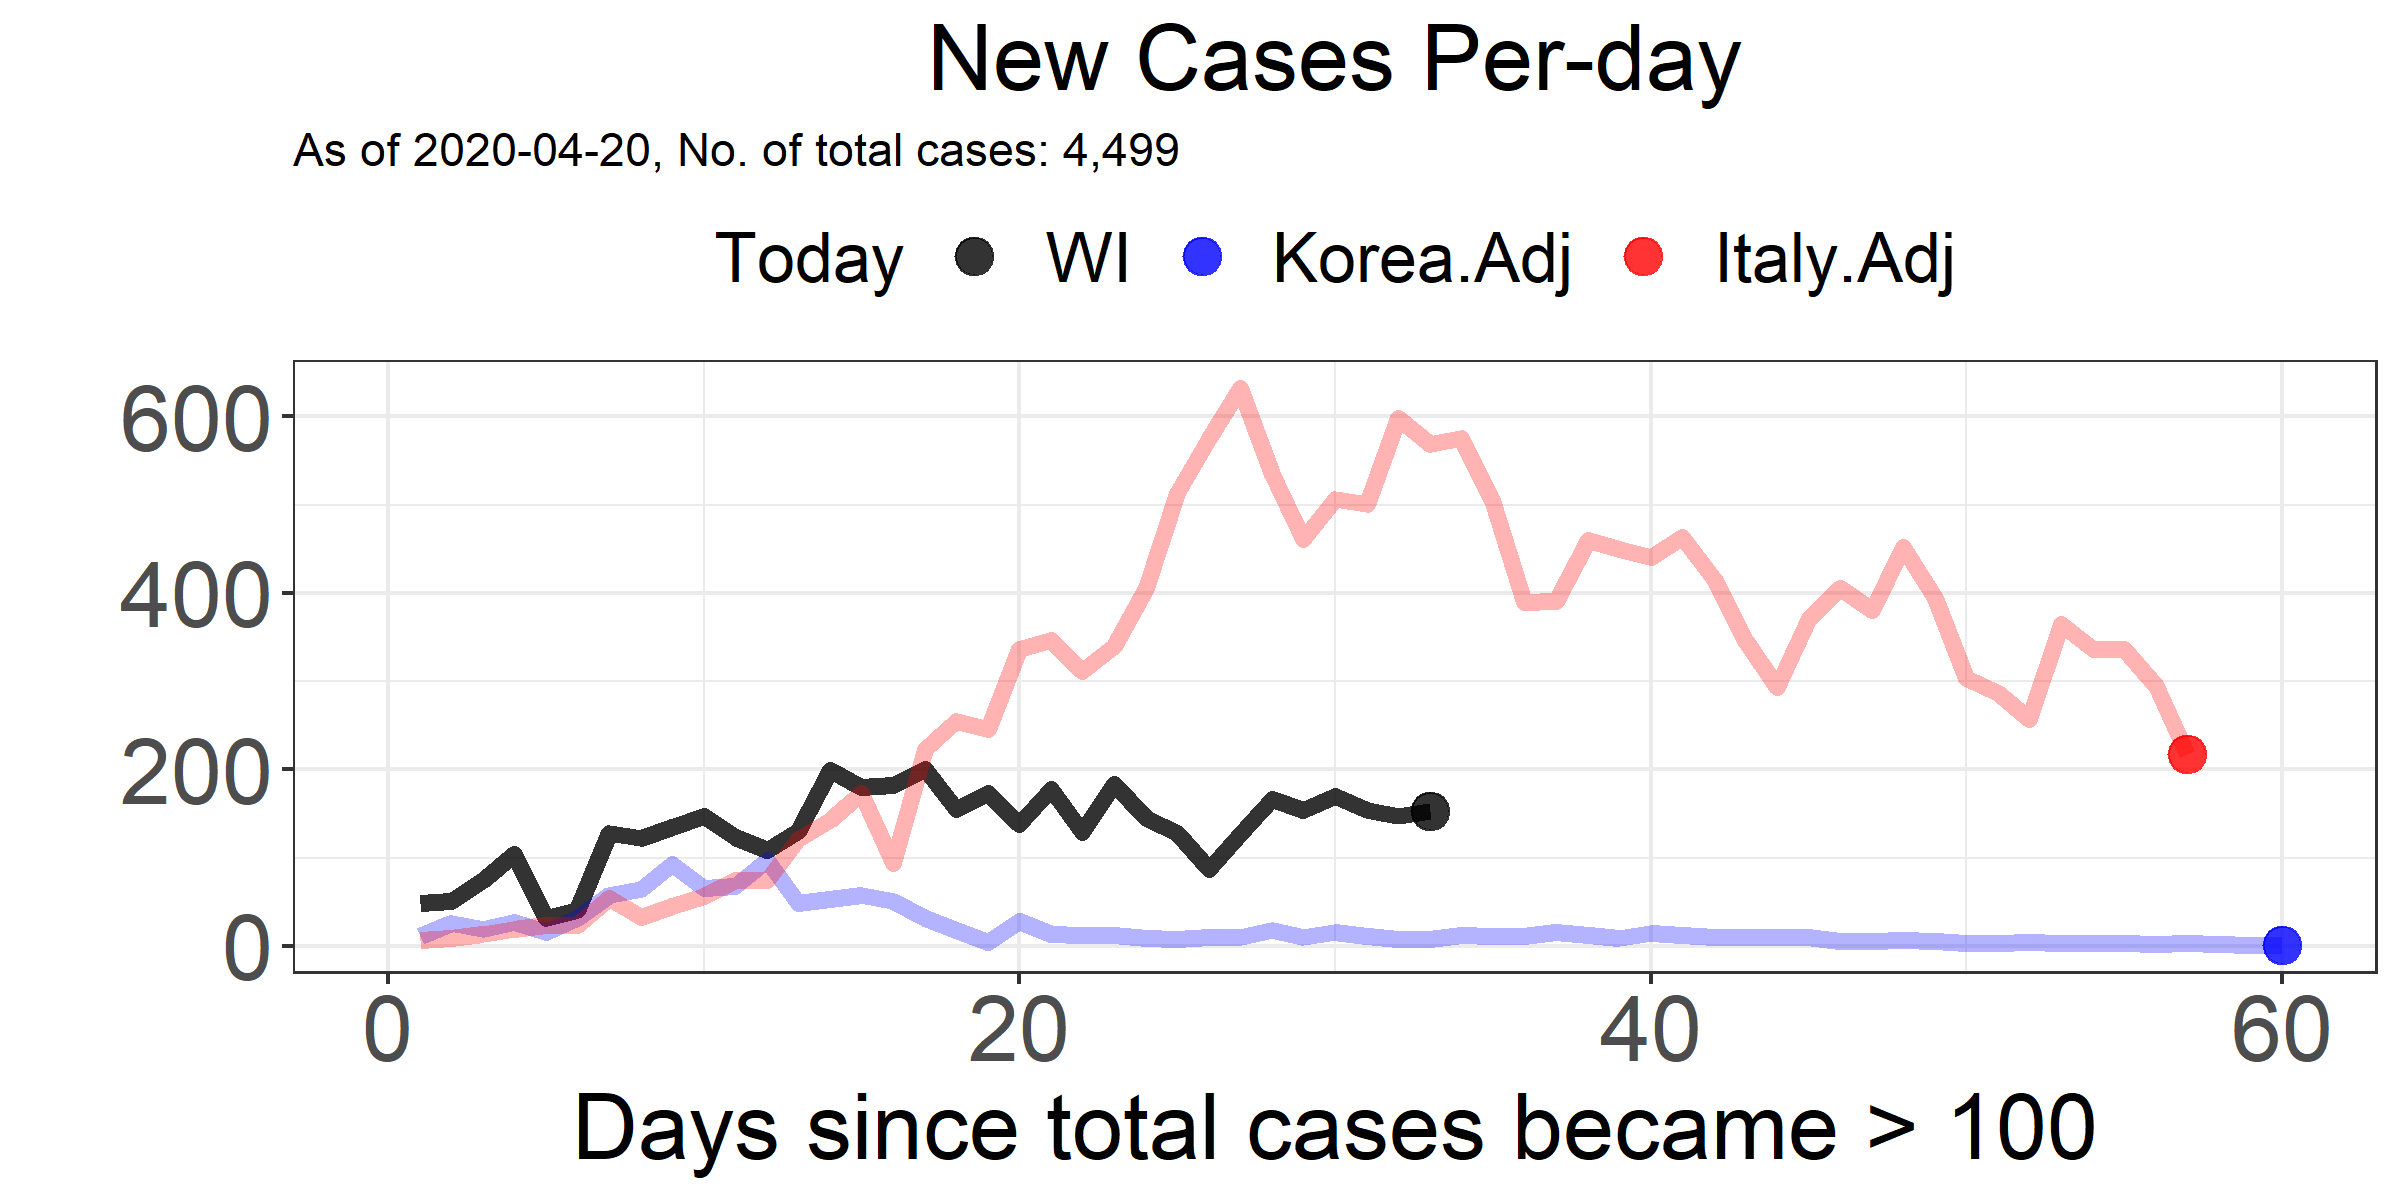 New Cases Per-day
As of 2020-04-20, No. of total cases: 4,499
Today WI Korea.Adj Italy.Adj
600
400
200
0
0 20 40 60
Days since total cases became > 100